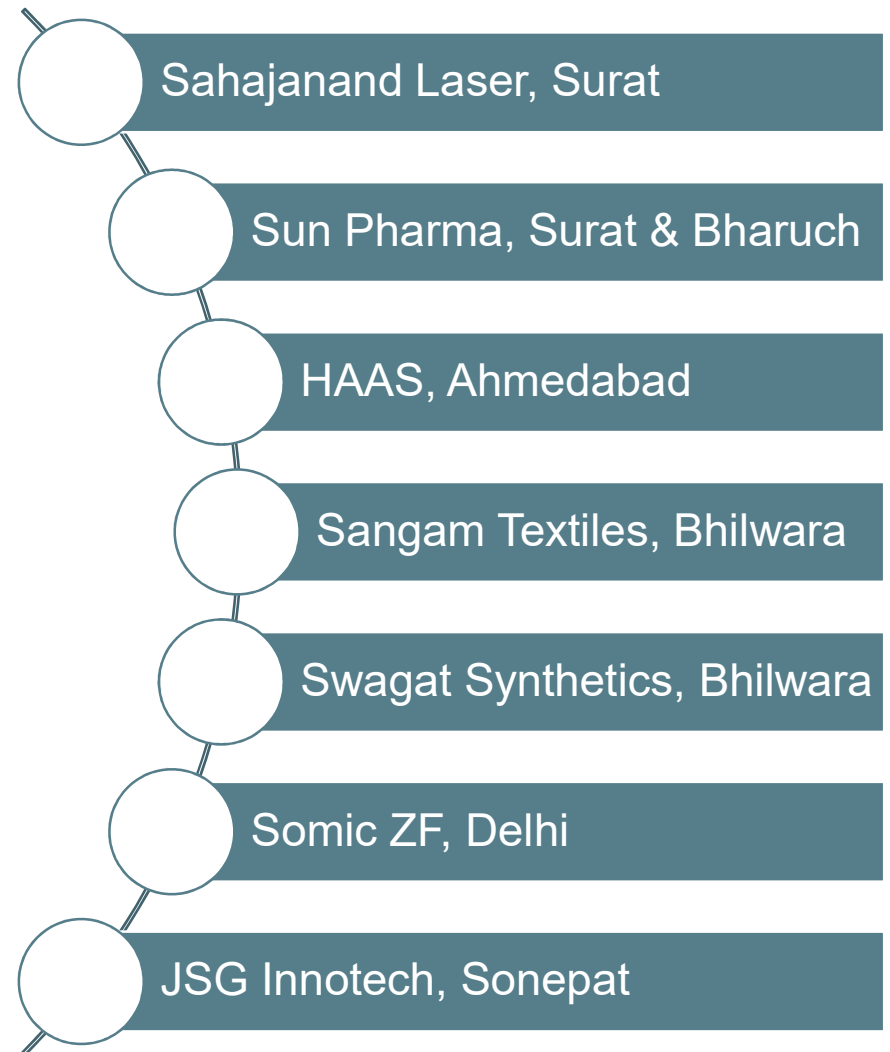 Sahajanand Laser, Surat
Sun Pharma, Surat & Bharuch
HAAS, Ahmedabad
Sangam Textiles, Bhilwara
Swagat Synthetics, Bhilwara
Somic ZF, Delhi
JSG Innotech, Sonepat